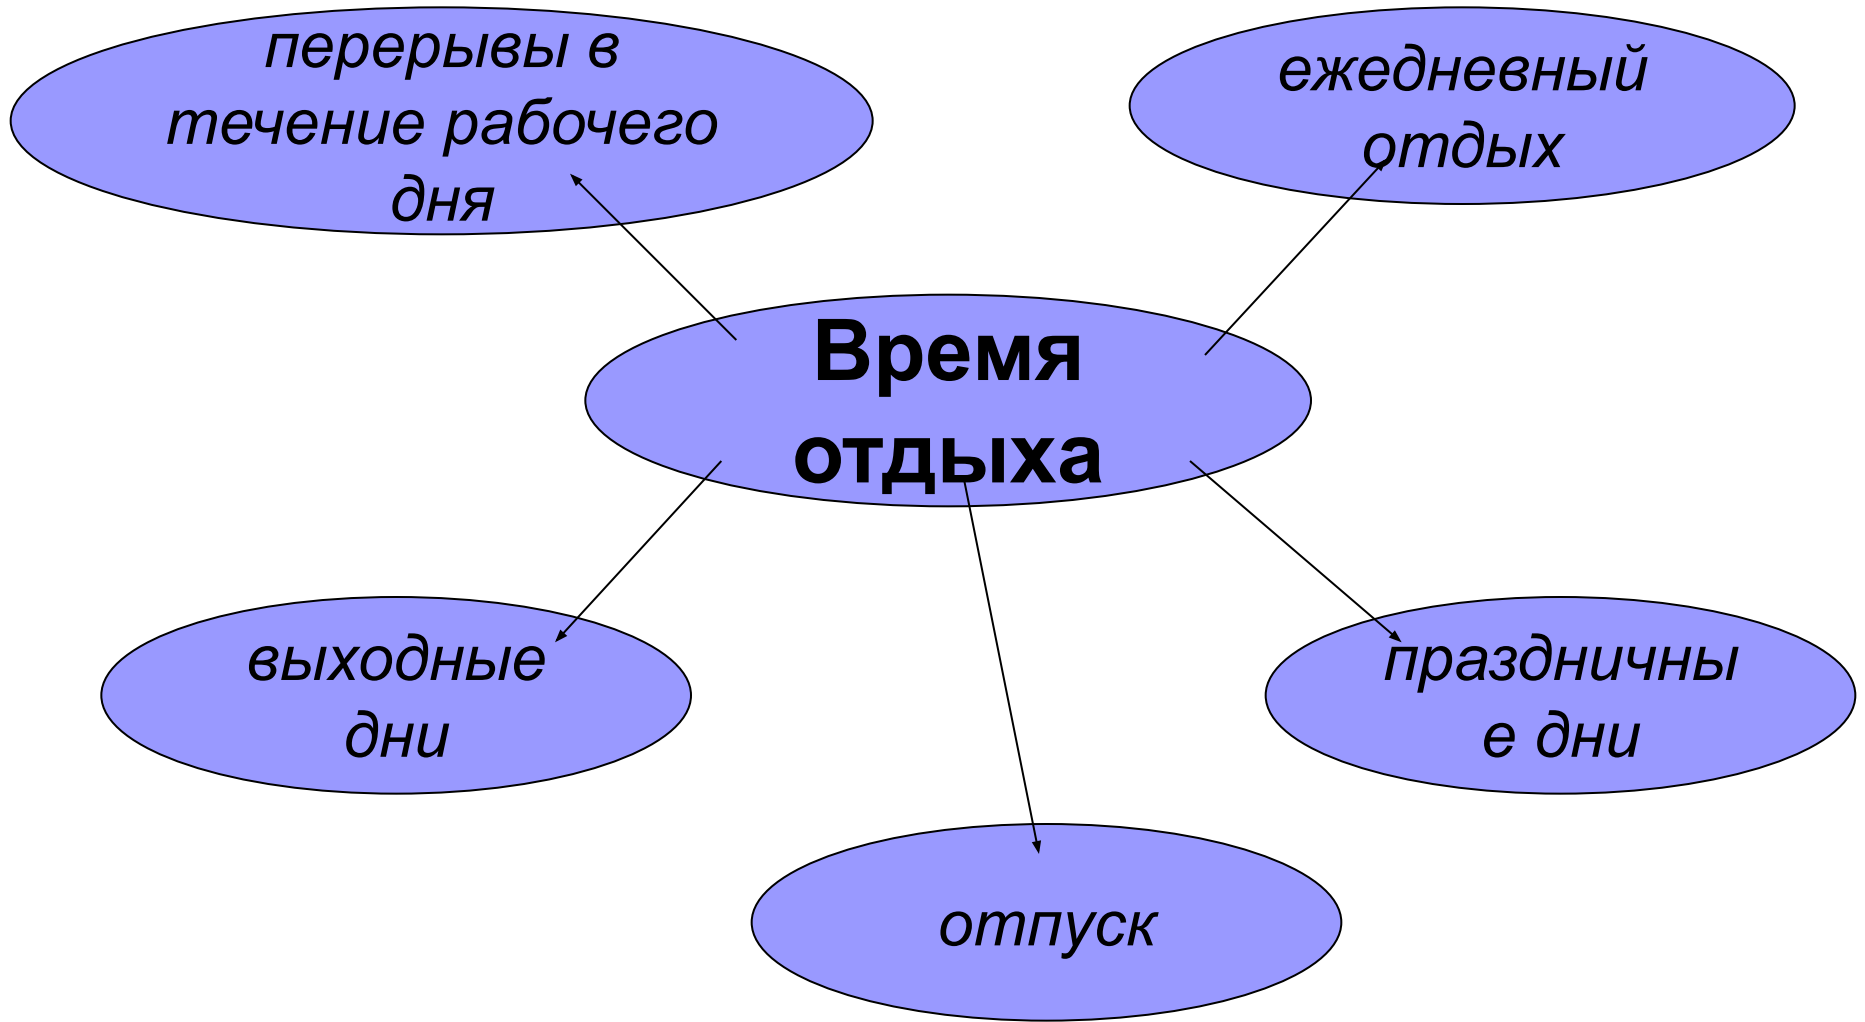 перерывы в
течение рабочего
дня
ежедневный
отдых
Время
отдыха
выходные
дни
праздничны
е дни
отпуск